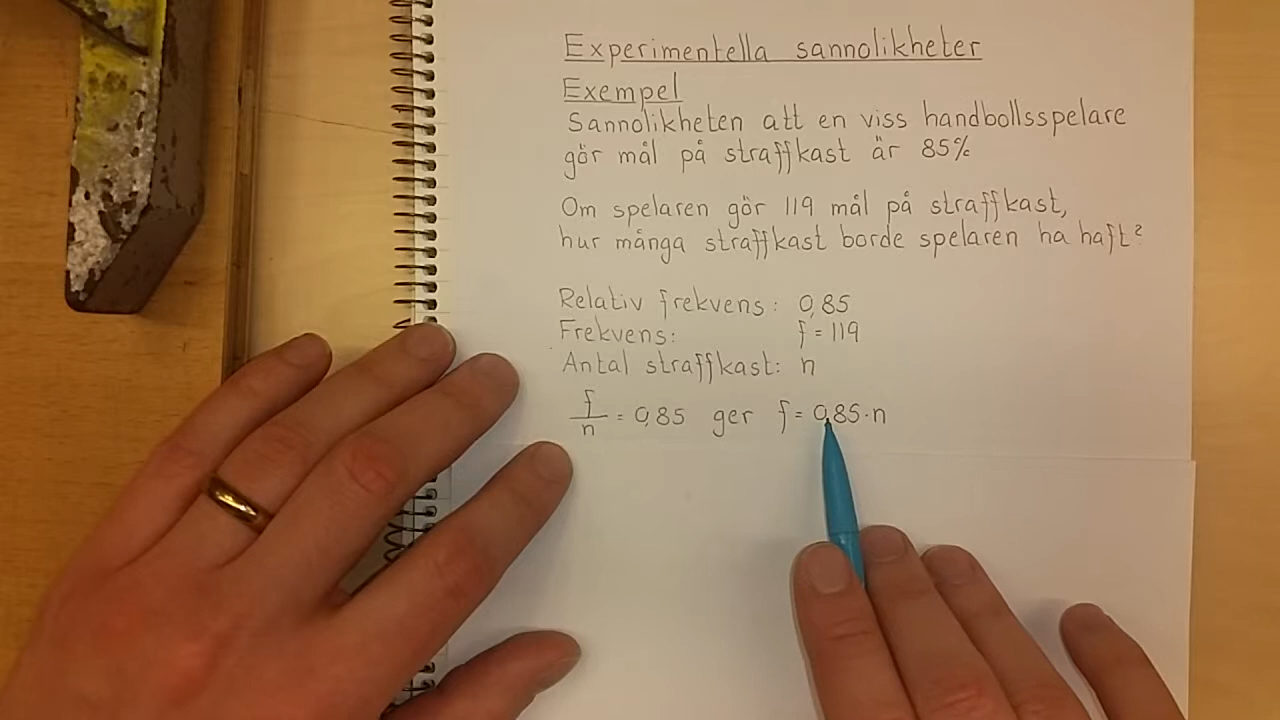 Experimentella sannolikheter
Exempel
Sannolikheten att en viss handbollsspelare
gör mål på straffkast är 85%
Om spelaren gör 119 mål på straffkast,
hur många straffkast borde spelaren ha haft?
Relativ frekvens: 0,85
Frekvens: f = 119
Antal straffkast: n
f/n = 0,85 ger f = 0,85·n